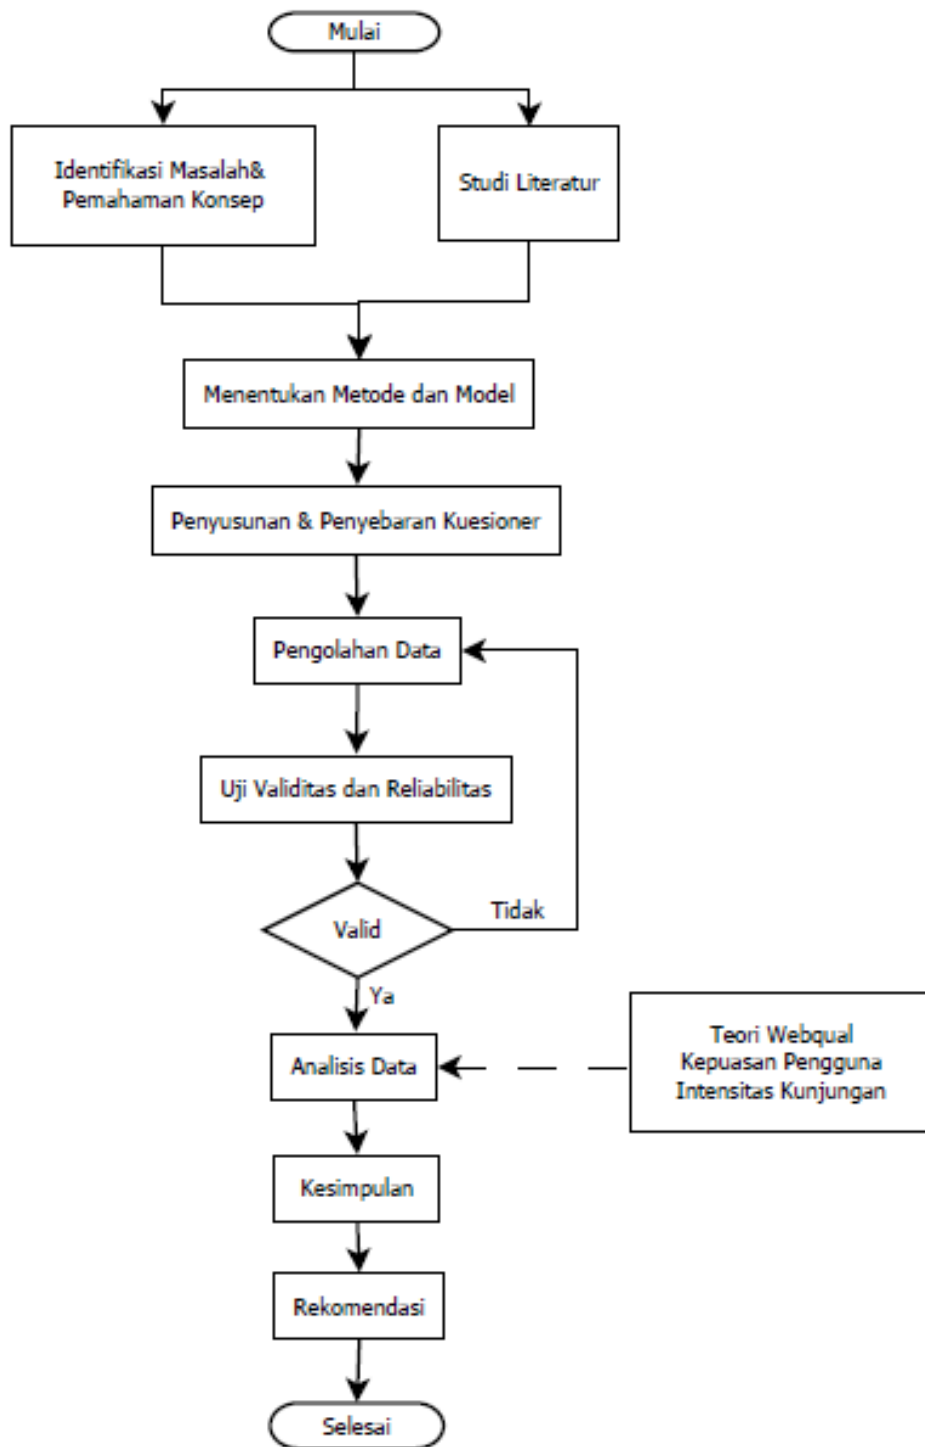 Mulai
Identifikasi Masalah&
Pemahaman Konsep
Studi Literatur
Menentukan Metode dan Model
Penyusunan & Penyebaran Kuesioner
Pengolahan Data
Uji Validitas dan Reliabilitas
Valid
Tidak
Ya
Analisis Data
Teori Webqual
Kepuasan Pengguna
Intensitas Kunjungan
Kesimpulan
Rekomendasi
Selesai